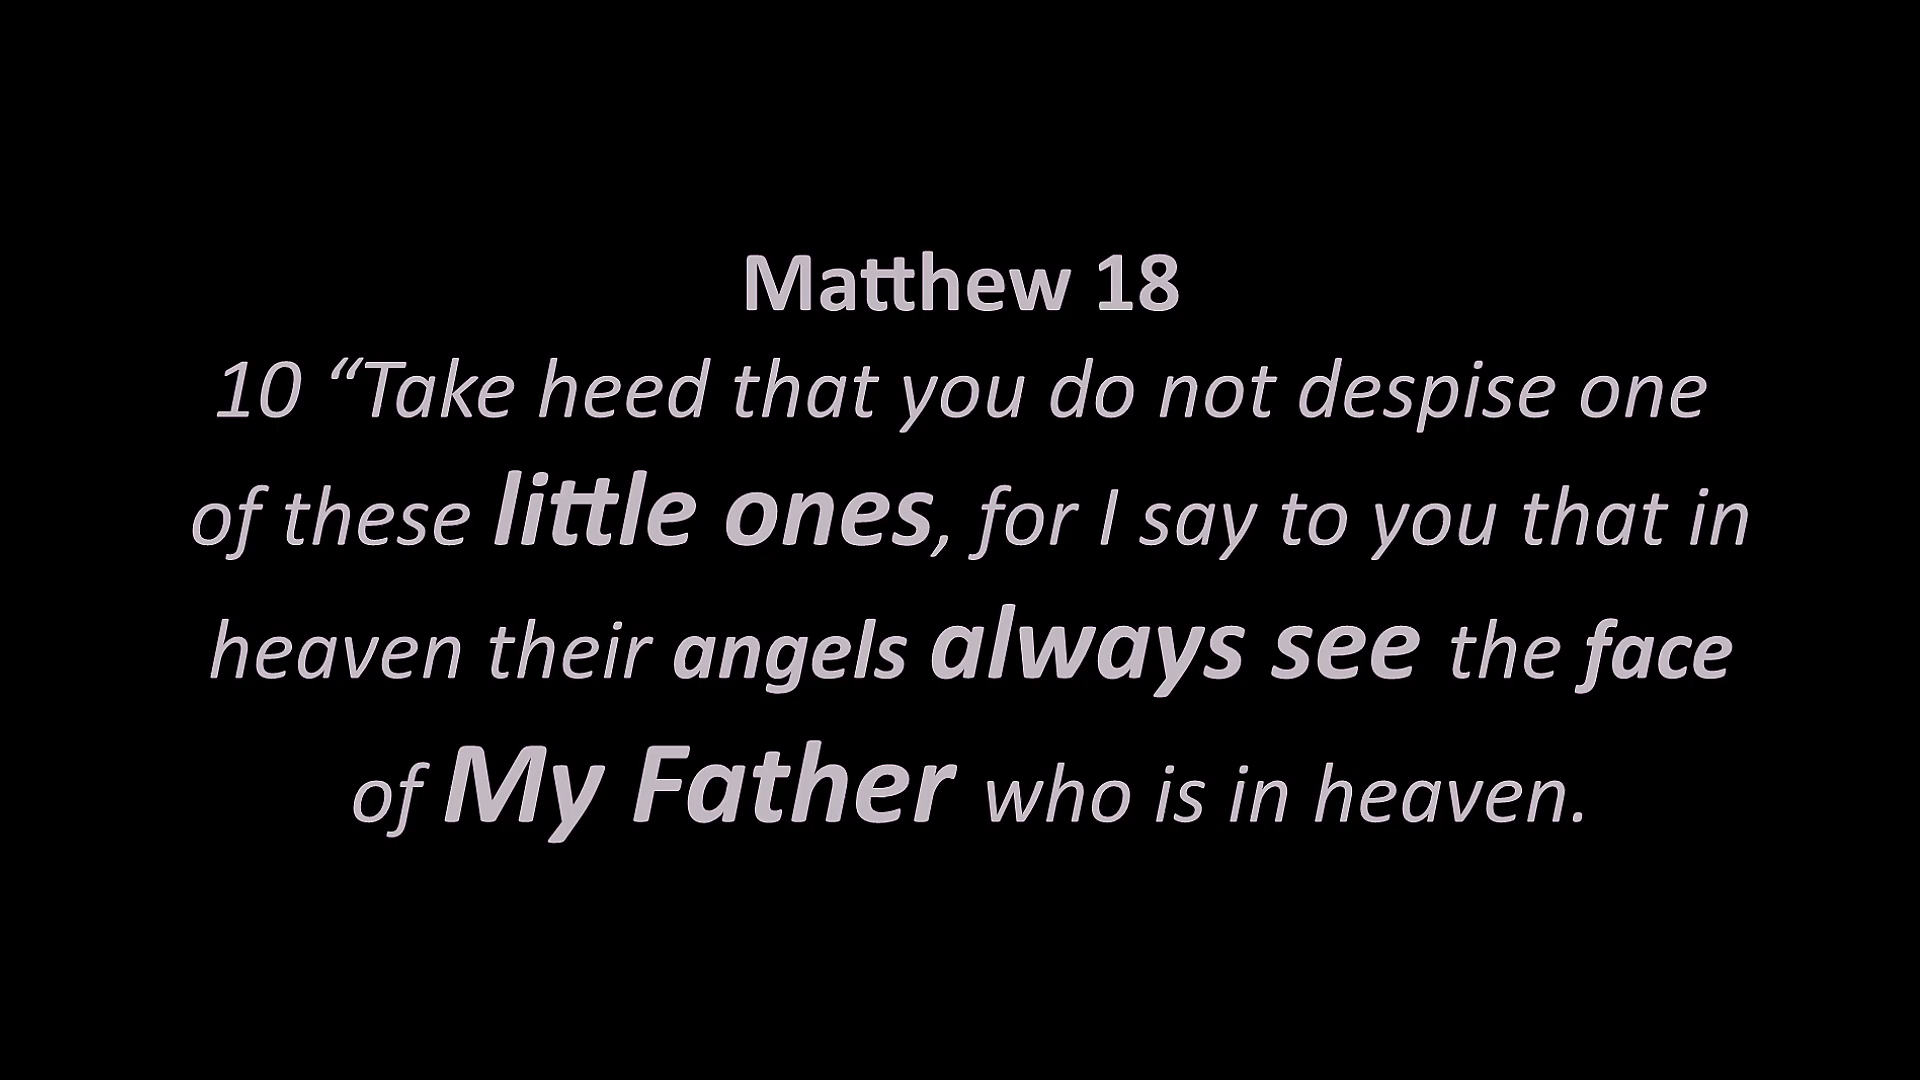 Matthew 18
10 “Take heed that you do not despise one
of these little ones, for I say to you that in
heaven their angels always see the face
of My Father who is in heaven.